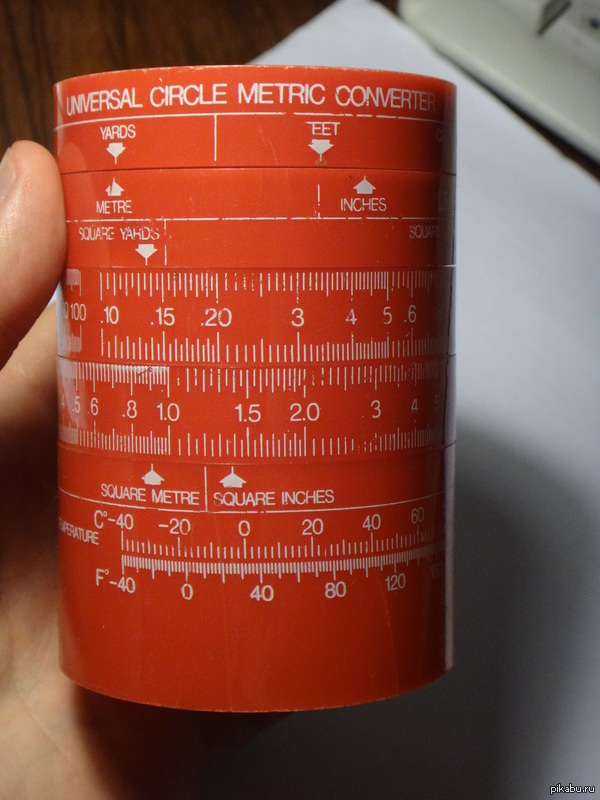 UNIVERSAL CIRCLE METRIC CONVERTER
YARDS FEET
METRE INCHES
SQUARE YARDS
100 .10 .15 .20 3 4 5 .6
.5 .6 .8 1.0 1.5 2.0 3 4
SQUARE METRE SQUARE INCHES
C°-40 -20 0 20 40 60
TEMPERATURE
F°-40 0 40 80 120
pikabu.ru